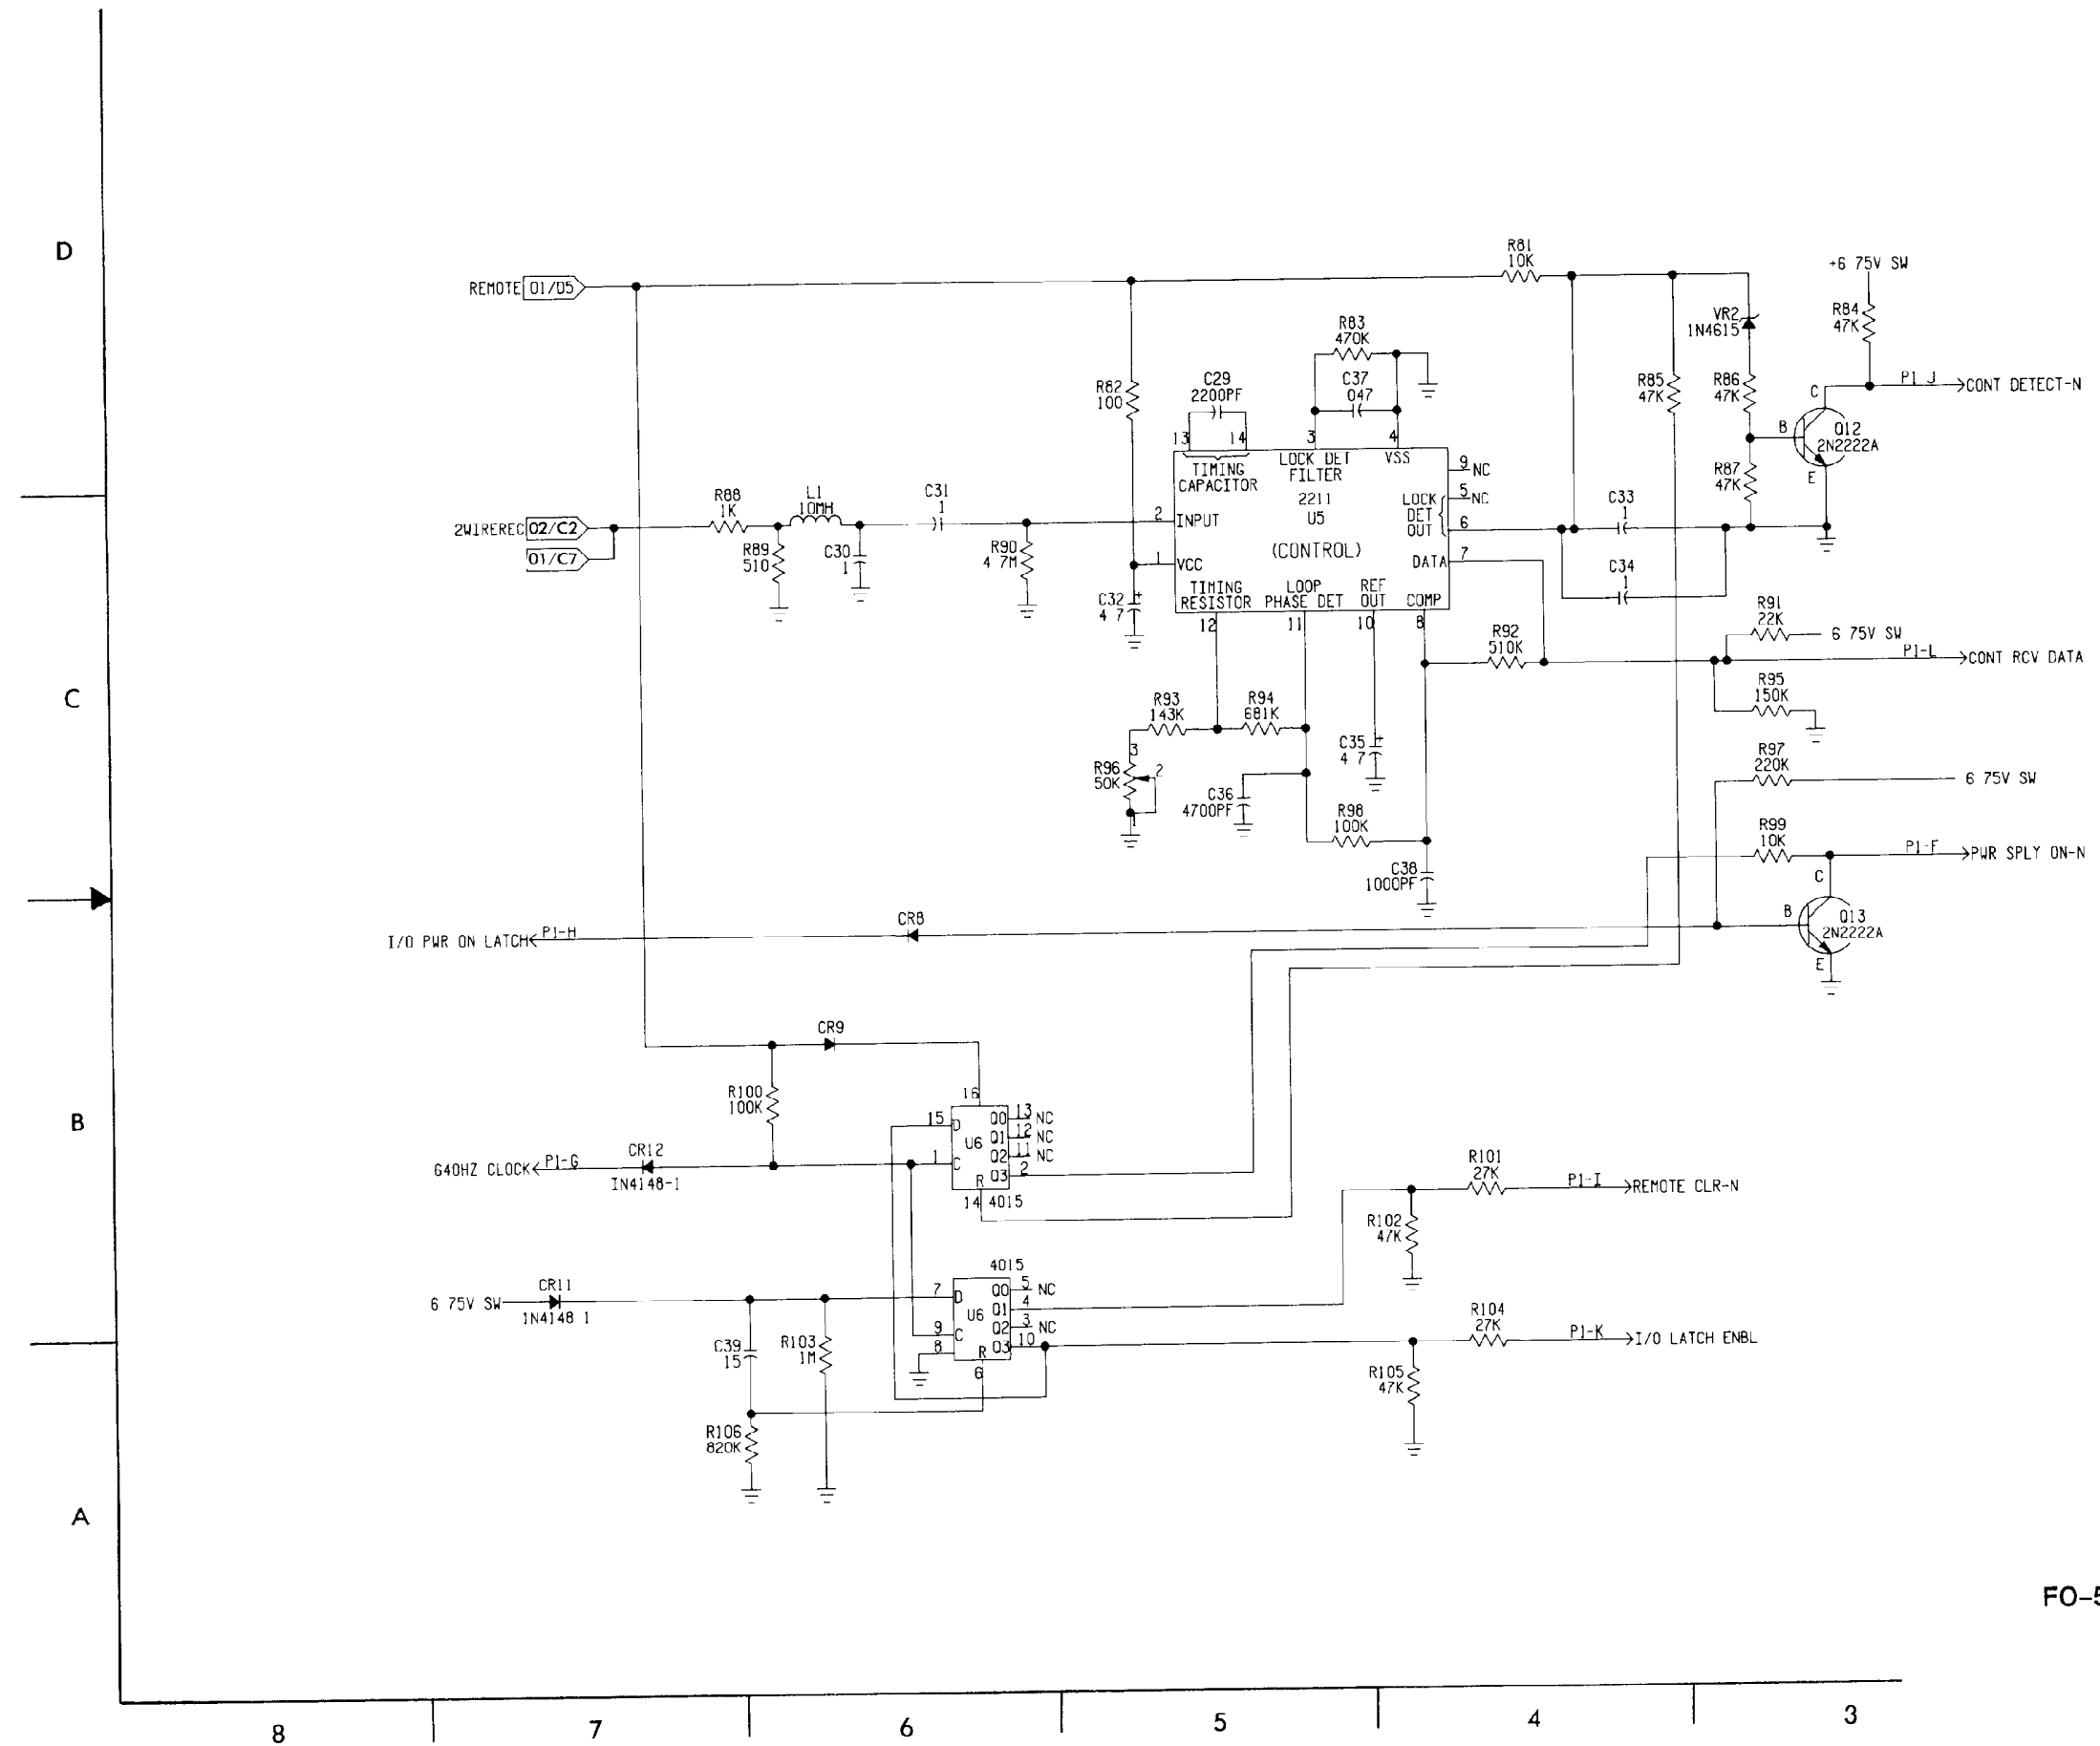 D
C
B
A
REMOTE 01/D5
R81
10K
+6 75V SW
R84
47K
VR2
1N4615
R83
470K
C37
047
C29
2200PF
R82
100
R85
47K
R86
47K
P1 J
CONT DETECT-N
C
B
E
Q12
2N2222A
R87
47K
13
14
3
4
TIMING
CAPACITOR
LOCK DET
FILTER
VSS
9 NC
5 NC
LOCK
DET
OUT
6
2211
U5
(CONTROL)
2
INPUT
1
VCC
DATA
7
TIMING
RESISTOR
LOOP
PHASE DET
REF
OUT
COMP
12
11
10
8
2WIREREC 02/C2
01/C7
R88
1K
L1
10MH
C31
1
R89
510
C30
1
R90
4 7M
C32
4 7
+
C33
1
C34
1
R91
22K
6 75V SW
R92
510K
P1-L
CONT RCV DATA
R95
150K
R93
143K
R94
681K
R96
50K
3
2
1
C35
4 7
+
C36
4700PF
R98
100K
C38
1000PF
R97
220K
6 75V SW
R99
10K
P1-F
PWR SPLY ON-N
C
B
E
Q13
2N2222A
I/O PWR ON LATCH
P1-H
CR8
CR9
R100
100K
16
15
D
U6
Q0 13 NC
Q1 12 NC
Q2 11 NC
Q3 2
1
C
R
14
4015
640HZ CLOCK
P1-G
CR12
1N4148-1
R101
27K
P1-I
REMOTE CLR-N
R102
47K
4015
6 75V SW
CR11
1N4148 1
7
D
U6
Q0 5 NC
Q1 4
Q2 3 NC
Q3 10
9
C
8
R
6
C39
15
R103
1M
R104
27K
P1-K
I/O LATCH ENBL
R105
47K
R106
820K
FO-5
8
7
6
5
4
3